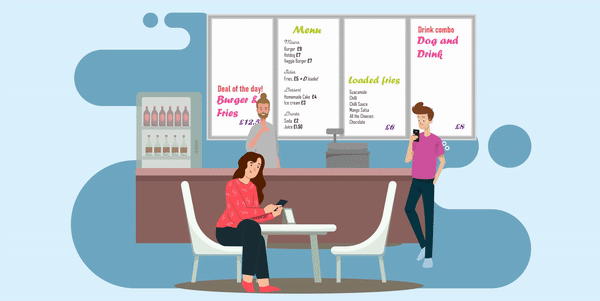 Deal of the day!
Burger &
Fries
£12.5
Menu
Mains
Burger £9
Hotdog £7
Veggie Burger £7
Sides
Fries, £5
loaded
Dessert
Homemade Cake £4
Ice cream £3
Drinks
Soda £2
Juice £1.50
Loaded fries
Guacamole
Chilli
Chilli Sauce
Mango Salsa
All the Cheeses
Chocolate
£6
Drink combo
Dog and
Drink
£8